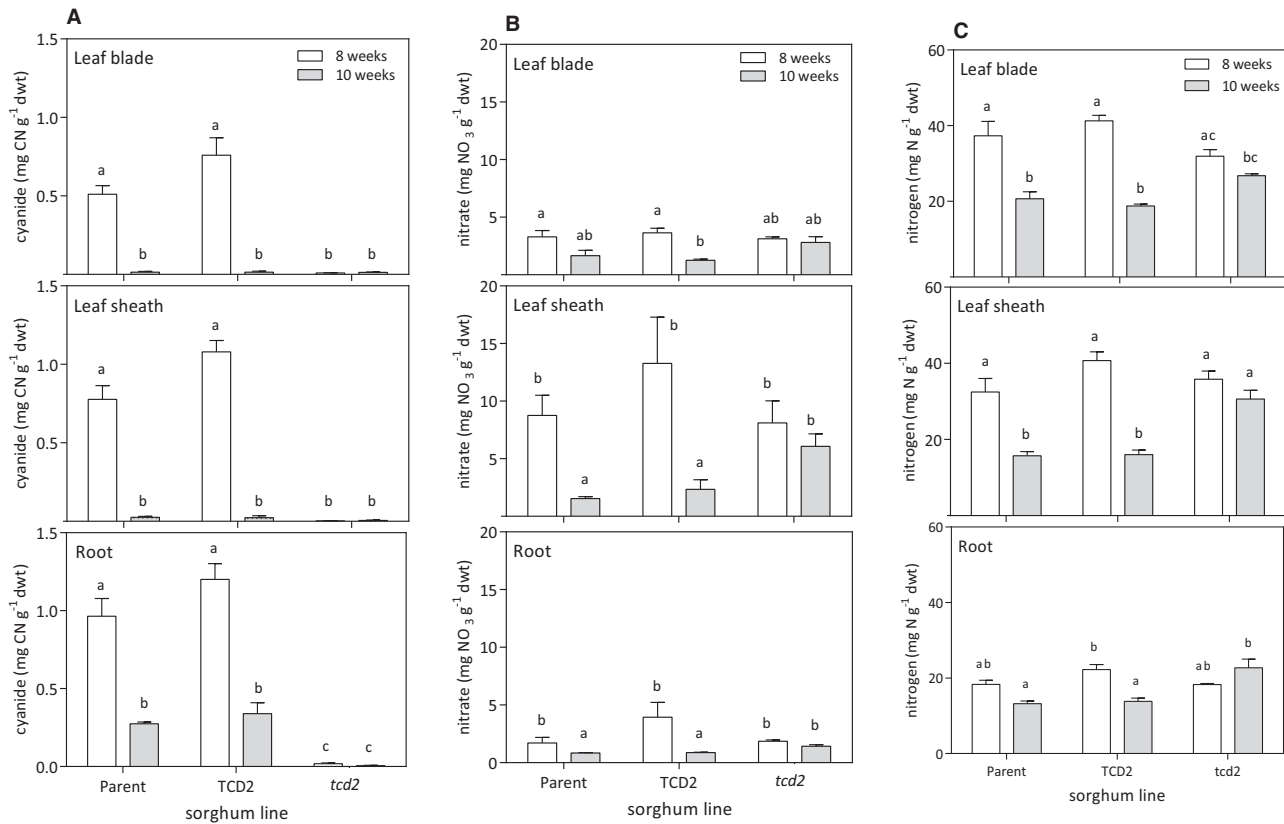 A
1.5
Leaf blade
8 weeks
10 weeks
cyanide (mg CN g-1 dwt)
1.0
0.5
a
b
a
b
b
b
1.5
Leaf sheath
cyanide (mg CN g-1 dwt)
1.0
0.5
a
b
a
b
b
b
1.0
Root
cyanide (mg CN g-1 dwt)
1.0
0.5
0.0
a
b
a
b
c
c
Parent
TCD2
tcd2
sorghum line
B
20
Leaf blade
8 weeks
10 weeks
nitrate (mg NO3 g-1 dwt)
15
10
5
a
ab
a
b
ab
ab
20
Leaf sheath
nitrate (mg NO3 g-1 dwt)
15
10
5
b
a
b
a
b
b
20
Root
nitrate (mg NO3 g-1 dwt)
15
10
5
0
b
a
b
a
b
b
Parent
TCD2
tcd2
sorghum line
C
60
Leaf blade
8 weeks
10 weeks
nitrogen (mg N g-1 dwt)
40
20
a
b
a
b
ac
bc
60
Leaf sheath
nitrogen (mg N g-1 dwt)
40
20
a
b
a
b
a
a
60
Root
nitrogen (mg N g-1 dwt)
40
20
0
ab
a
b
a
ab
b
Parent
TCD2
tcd2
sorghum line